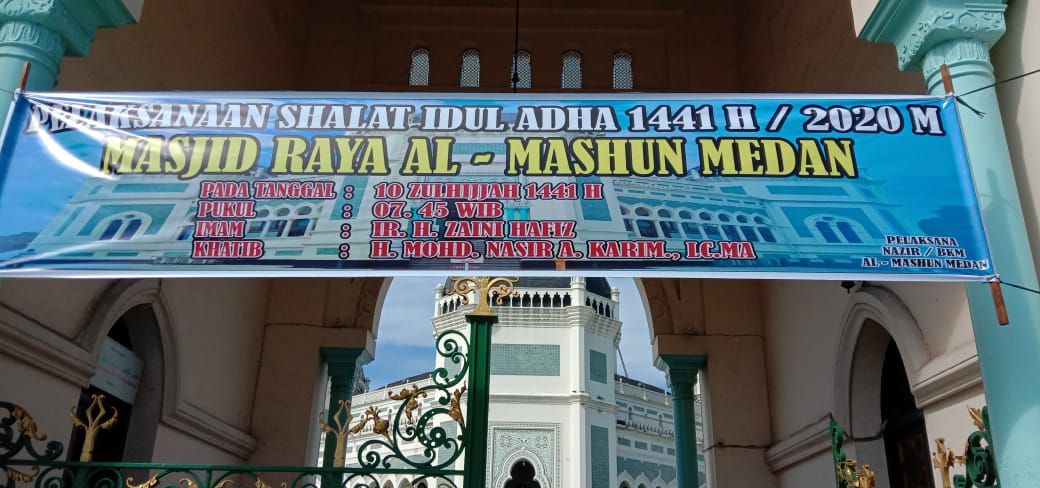 PELAKSANAAN SHALAT IDUL ADHA 1441 H / 2020 M
MASJID RAYA AL - MASHUN MEDAN
PADA TANGGAL : 10 ZULHIJJAH 1441 H
PUKUL : 07. 45 WIB
IMAM : IR. H. ZAINI HAFIZ
KHATIB : H. MOHD. NASIR A. KARIM., LC.MA
PELAKSANA
NAZIR / BKM
AL - MASHUN MEDAN